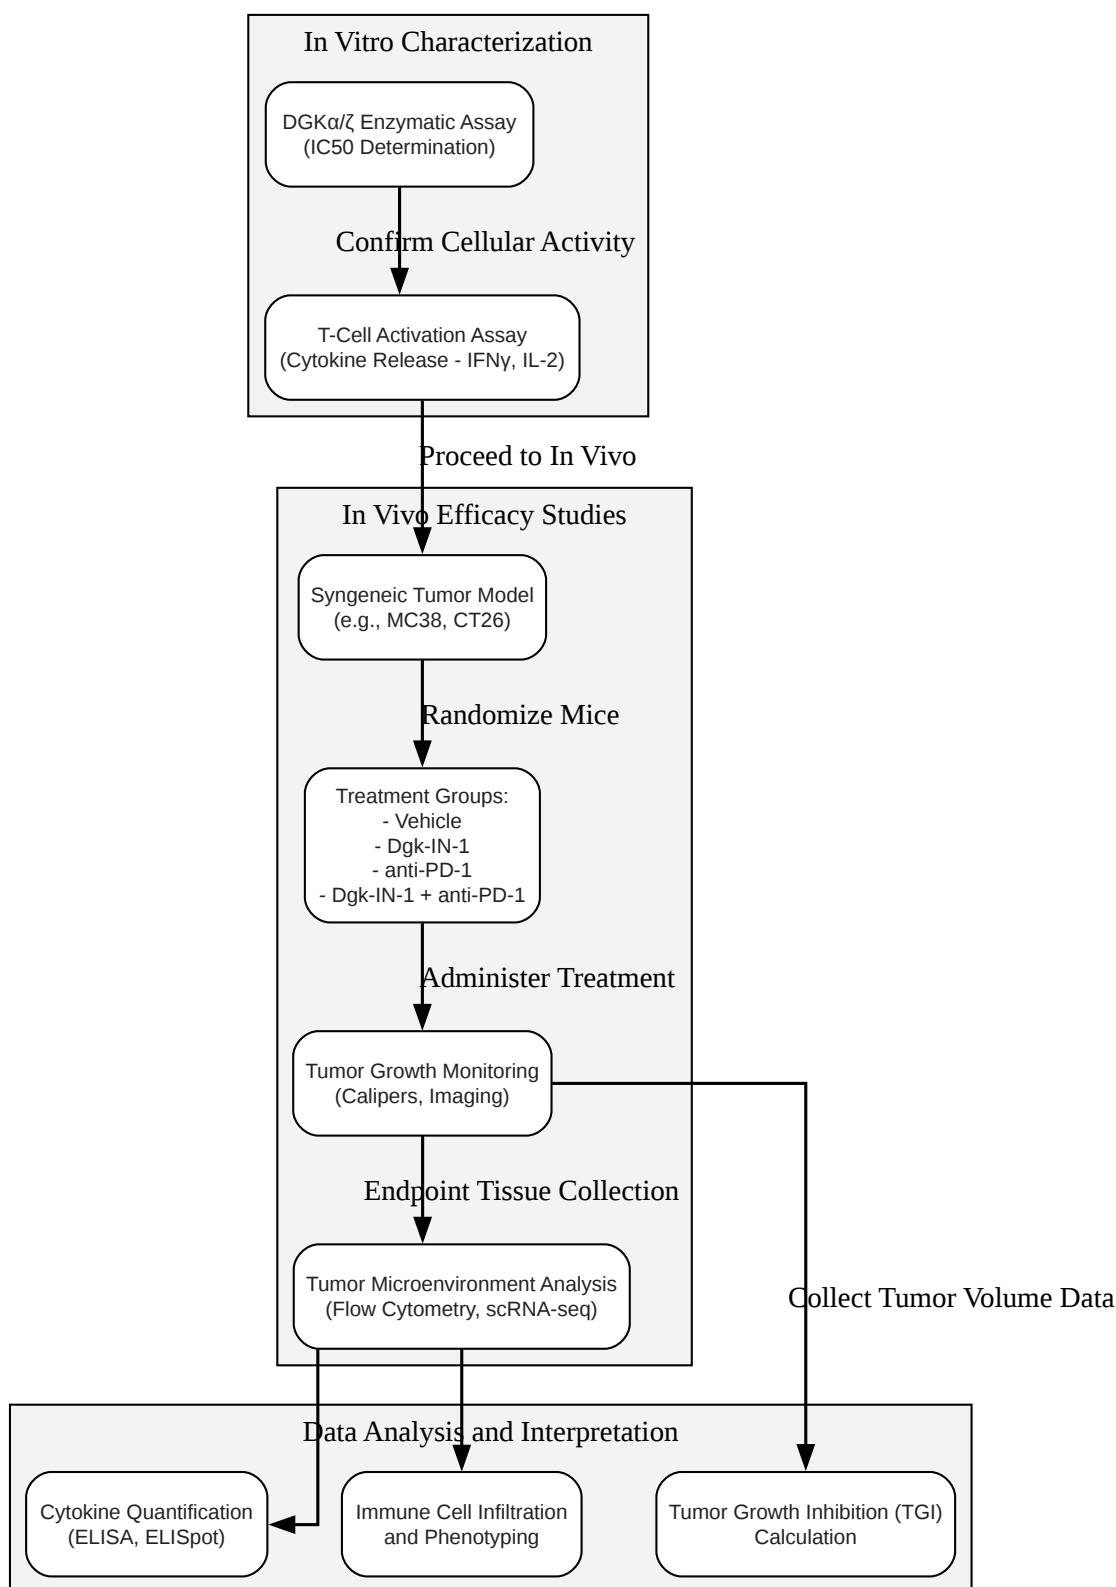 In Vitro Characterization
DGKα/ζ Enzymatic Assay
(IC50 Determination)
Confirm Cellular Activity
T-Cell Activation Assay
(Cytokine Release - IFNγ, IL-2)
Proceed to In Vivo
In Vivo Efficacy Studies
Syngeneic Tumor Model
(e.g., MC38, CT26)
Randomize Mice
Treatment Groups:
- Vehicle
- Dgk-IN-1
- anti-PD-1
- Dgk-IN-1 + anti-PD-1
Administer Treatment
Tumor Growth Monitoring
(Calipers, Imaging)
Endpoint Tissue Collection
Tumor Microenvironment Analysis
(Flow Cytometry, scRNA-seq)
Collect Tumor Volume Data
Data Analysis and Interpretation
Cytokine Quantification
(ELISA, ELISpot)
Immune Cell Infiltration
and Phenotyping
Tumor Growth Inhibition (TGI)
Calculation